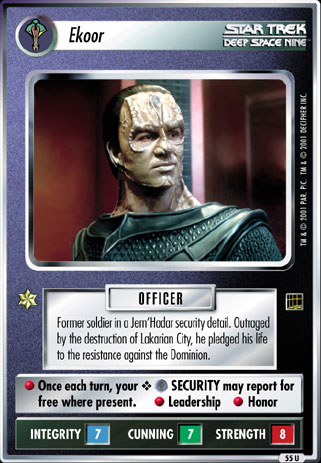 Ekoor
STAR TREK
DEEP SPACE NINE
TM & © 2001 PAR. PIC. TM & © 2001 DECIPHER INC.
OFFICER
Former soldier in a Jem'Hadar security detail. Outraged
by the destruction of Lakarian City, he pledged his life
to the resistance against the Dominion.
Once each turn, your SECURITY may report for
free where present. Leadership Honor
INTEGRITY 7 CUNNING 7 STRENGTH 8
55 U